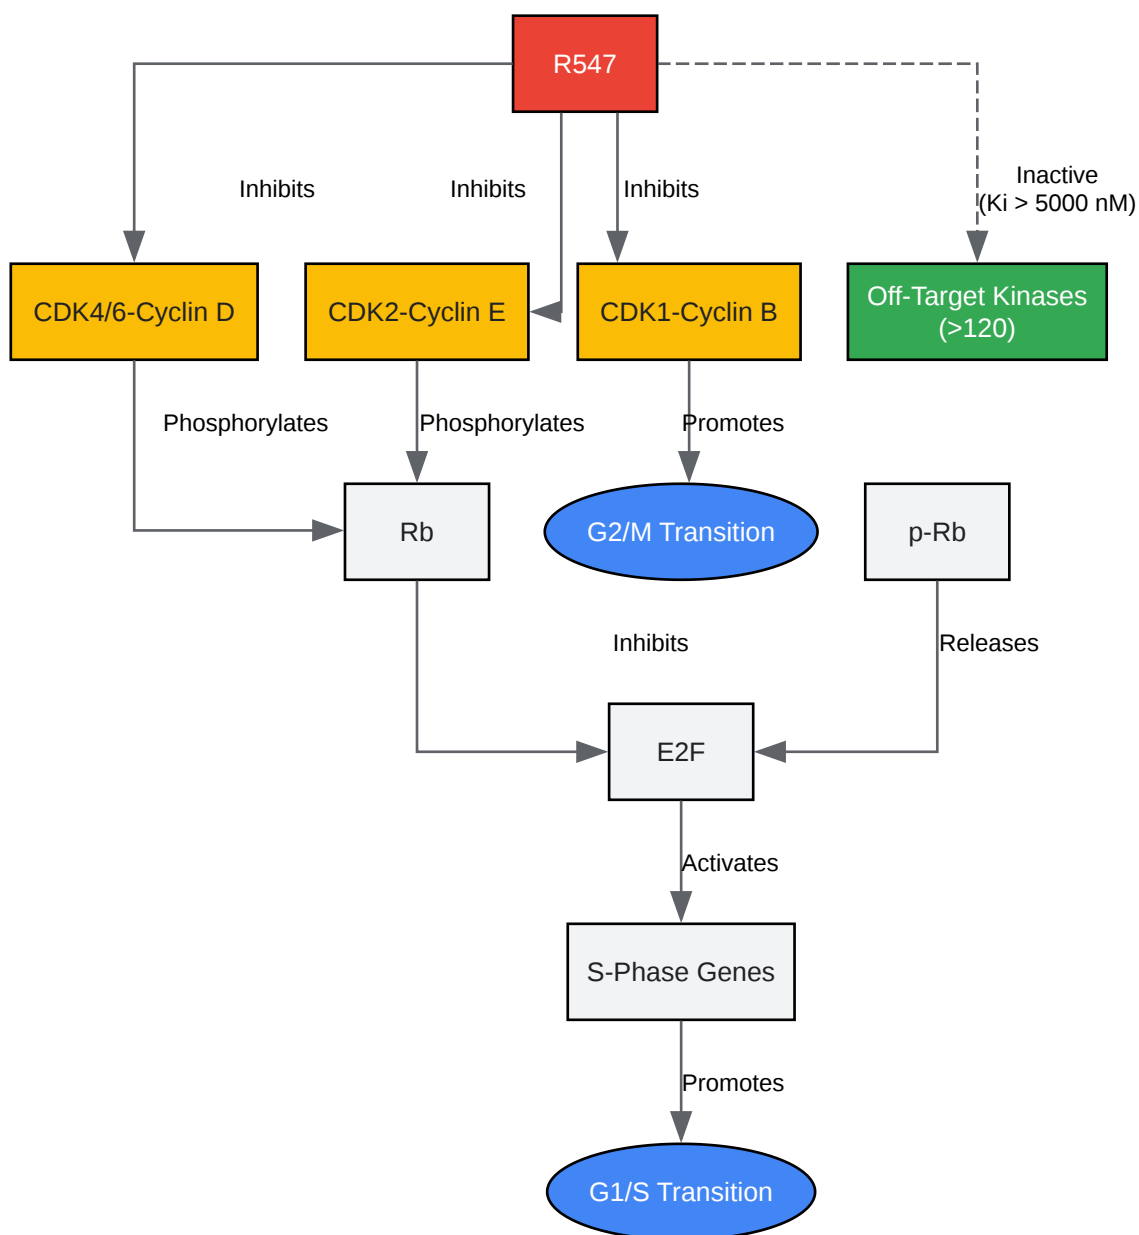 R547
Inhibits
Inhibits
Inhibits
Inactive
(Ki > 5000 nM)
CDK4/6-Cyclin D
CDK2-Cyclin E
CDK1-Cyclin B
Off-Target Kinases
(>120)
Phosphorylates
Phosphorylates
Promotes
Rb
G2/M Transition
p-Rb
Inhibits
Releases
E2F
Activates
S-Phase Genes
Promotes
G1/S Transition